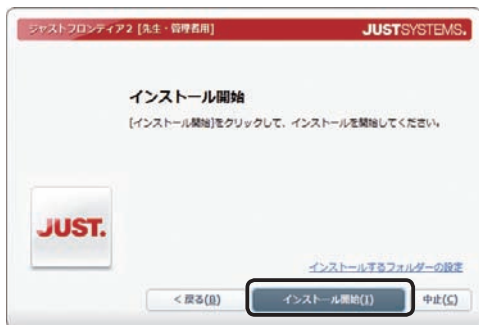 ジャストフロンティア2 [先生・管理者用]
JUSTSYSTEMS.
インストール開始
[インストール開始]をクリックして、インストールを開始してください。
JUST.
インストールするフォルダーの設定
< 戻る(B)
インストール開始(I)
中止(C)